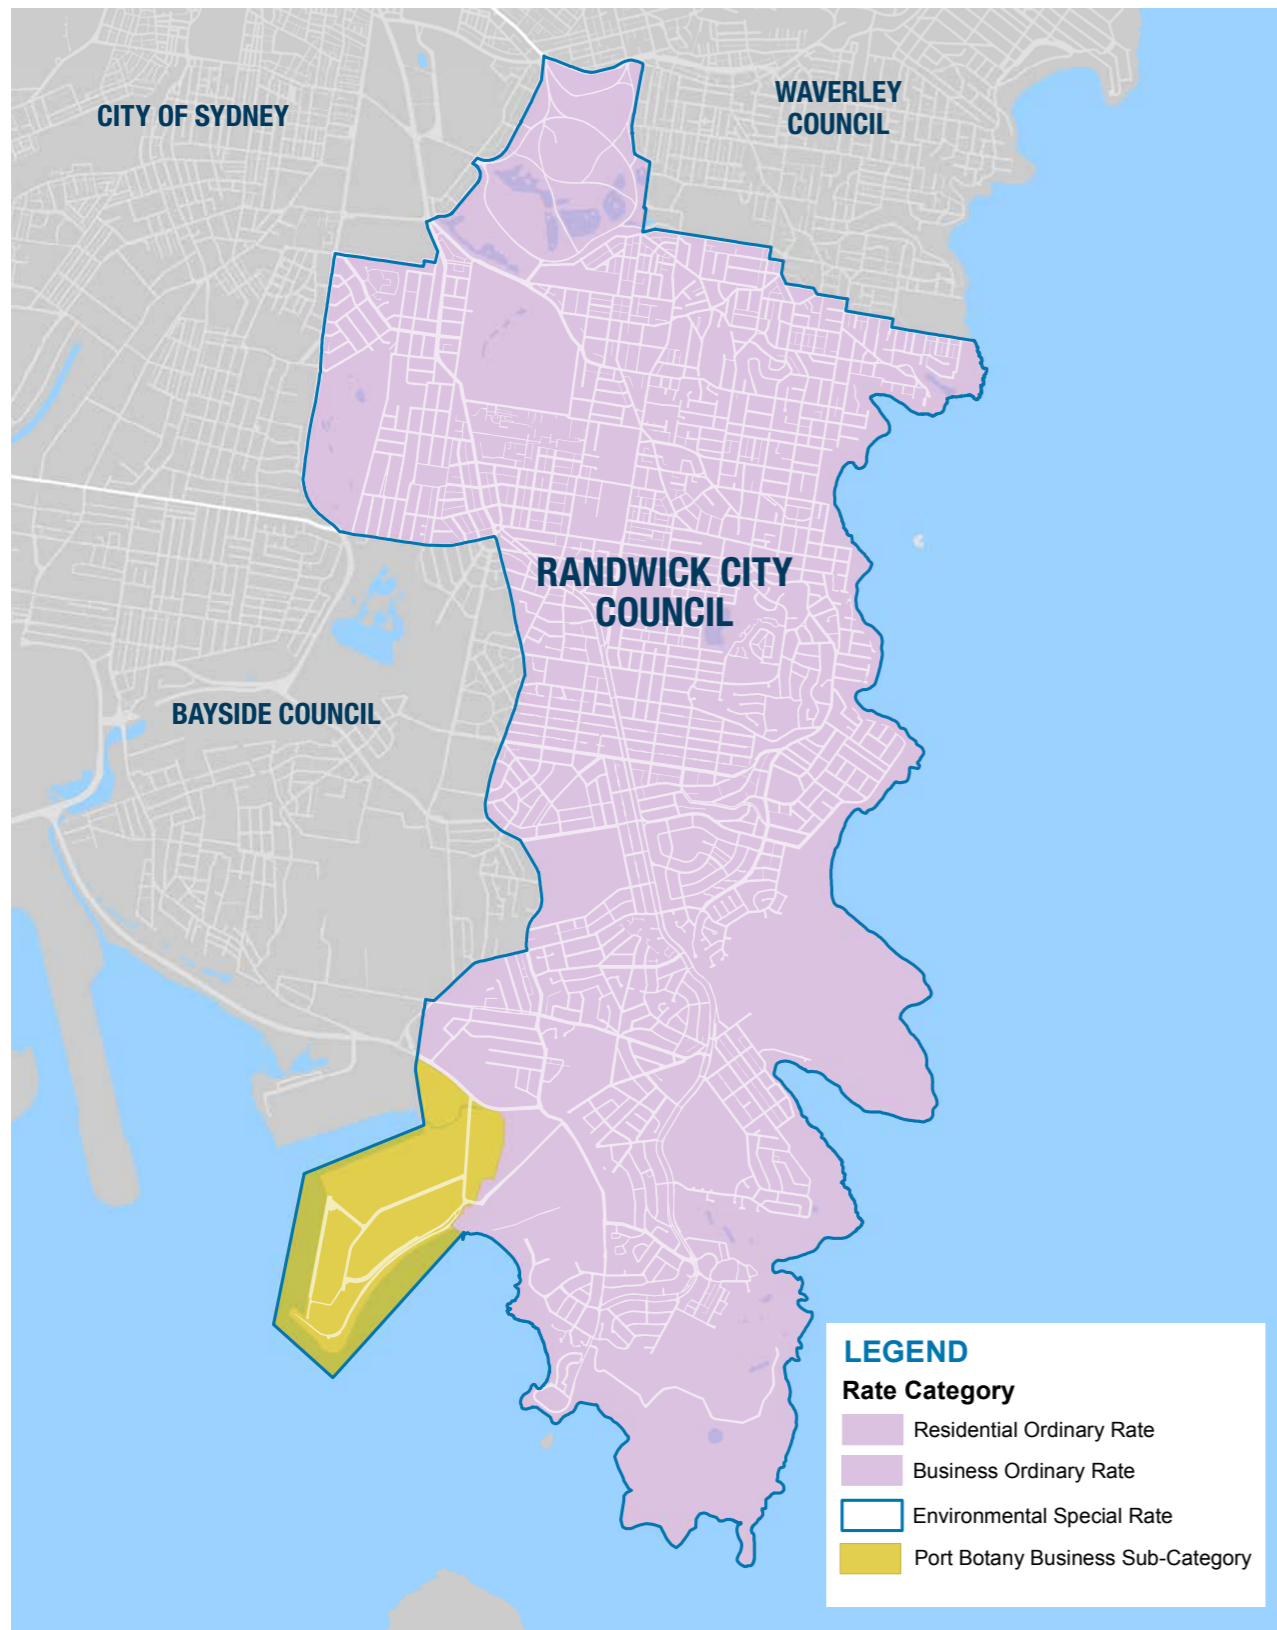 CITY OF SYDNEY
WAVERLEY
COUNCIL
RANDWICK CITY
COUNCIL
BAYSIDE COUNCIL
LEGEND
Rate Category
Residential Ordinary Rate
Business Ordinary Rate
Environmental Special Rate
Port Botany Business Sub-Category